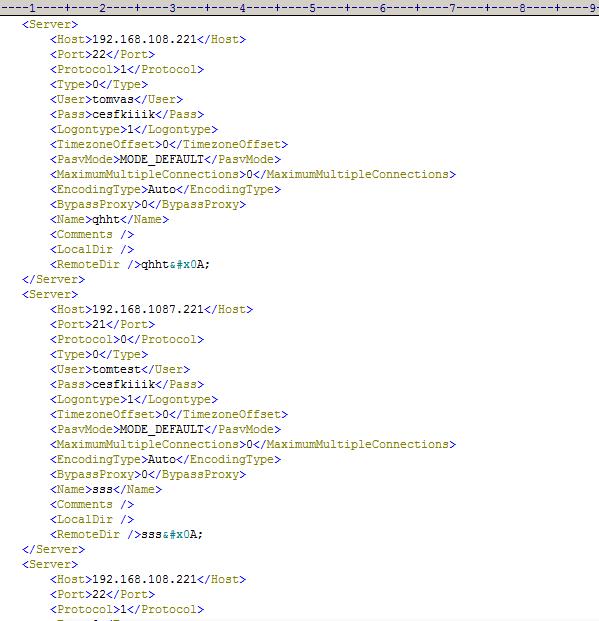 ----1----+----2----+----3----+----4----+----5----+----6----+----7----+----8----+----9-
<Server>
<Host>192.168.108.221</Host>
<Port>22</Port>
<Protocol>1</Protocol>
<Type>0</Type>
<User>tomvas</User>
<Pass>cesfkiiik</Pass>
<Logontype>1</Logontype>
<TimezoneOffset>0</TimezoneOffset>
<PasvMode>MODE_DEFAULT</PasvMode>
<MaximumMultipleConnections>0</MaximumMultipleConnections>
<EncodingType>Auto</EncodingType>
<BypassProxy>0</BypassProxy>
<Name>qhht</Name>
<Comments />
<LocalDir />
<RemoteDir />qhht&#x0A;
</Server>
<Server>
<Host>192.168.1087.221</Host>
<Port>21</Port>
<Protocol>0</Protocol>
<Type>0</Type>
<User>tomtest</User>
<Pass>cesfkiiik</Pass>
<Logontype>1</Logontype>
<TimezoneOffset>0</TimezoneOffset>
<PasvMode>MODE_DEFAULT</PasvMode>
<MaximumMultipleConnections>0</MaximumMultipleConnections>
<EncodingType>Auto</EncodingType>
<BypassProxy>0</BypassProxy>
<Name>sss</Name>
<Comments />
<LocalDir />
<RemoteDir />sss&#x0A;
</Server>
<Server>
<Host>192.168.108.221</Host>
<Port>22</Port>
<Protocol>1</Protocol>